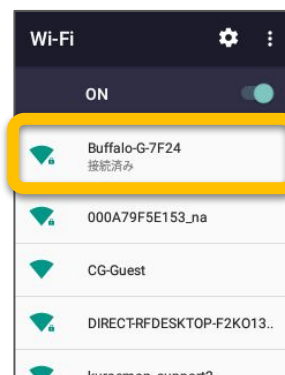 Wi-Fi
ON
Buffalo-G-7F24
接続済み
000A79F5E153_na
CG-Guest
DIRECT-RFDESKTOP-F2KO13..